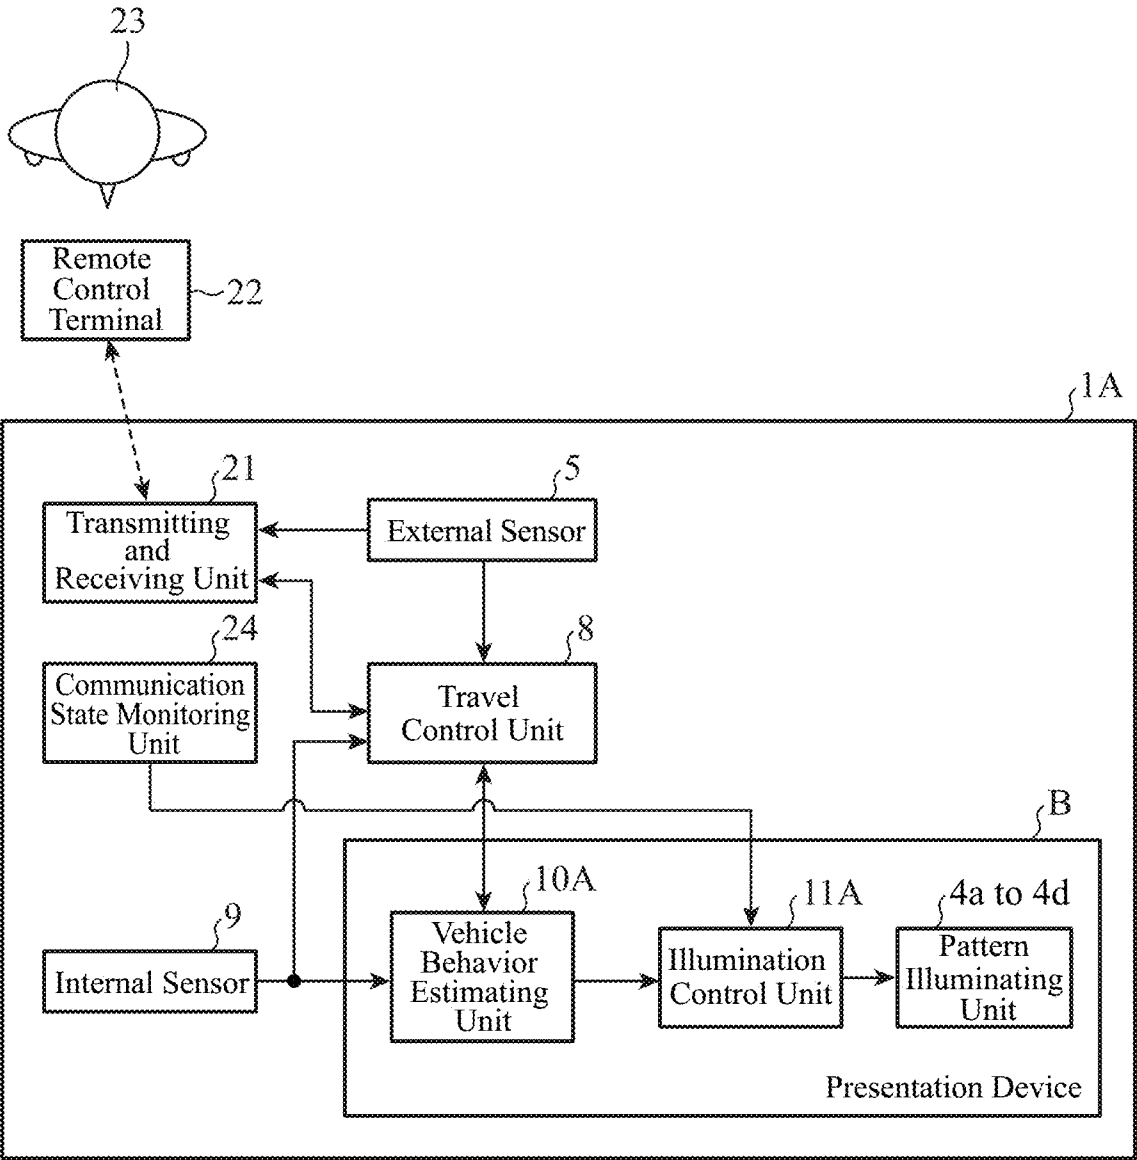 23
Remote
Control
Terminal
22
1A
21
Transmitting
and
Receiving Unit
5
External Sensor
24
Communication
State Monitoring
Unit
8
Travel
Control Unit
B
9
Internal Sensor
10A
Vehicle
Behavior
Estimating
Unit
11A
Illumination
Control Unit
4a to 4d
Pattern
Illuminating
Unit
Presentation Device